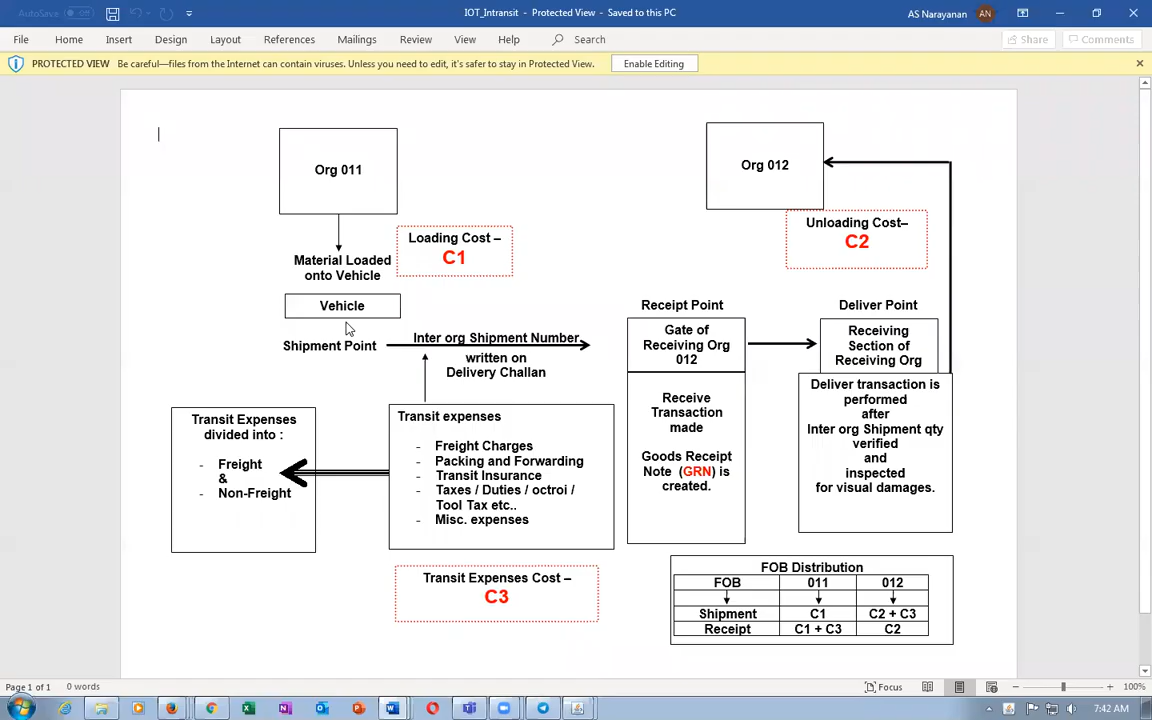 AutoSave Off
IOT_Intransit - Protected View - Saved to this PC
AS Narayanan AN
File Home Insert Design Layout References Mailings Review View Help Search Share Comments
PROTECTED VIEW Be careful—files from the Internet can contain viruses. Unless you need to edit, it's safer to stay in Protected View. Enable Editing
Org 011
Org 012
Loading Cost –
C1
Unloading Cost–
C2
Material Loaded
onto Vehicle
Vehicle
Shipment Point
Inter org Shipment Number
written on
Delivery Challan
Receipt Point
Gate of
Receiving Org
012
Receive
Transaction
made
Goods Receipt
Note (GRN) is
created.
Deliver Point
Receiving
Section of
Receiving Org
Deliver transaction is
performed
after
Inter org Shipment qty
verified
and
inspected
for visual damages.
Transit Expenses
divided into :
- Freight
&
- Non-Freight
Transit expenses
- Freight Charges
- Packing and Forwarding
- Transit Insurance
- Taxes / Duties / octroi /
Tool Tax etc..
- Misc. expenses
Transit Expenses Cost –
C3
FOB Distribution
FOB 011 012
Shipment C1 C2 + C3
Receipt C1 + C3 C2
Page 1 of 1 0 words Focus 100%
7:42 AM